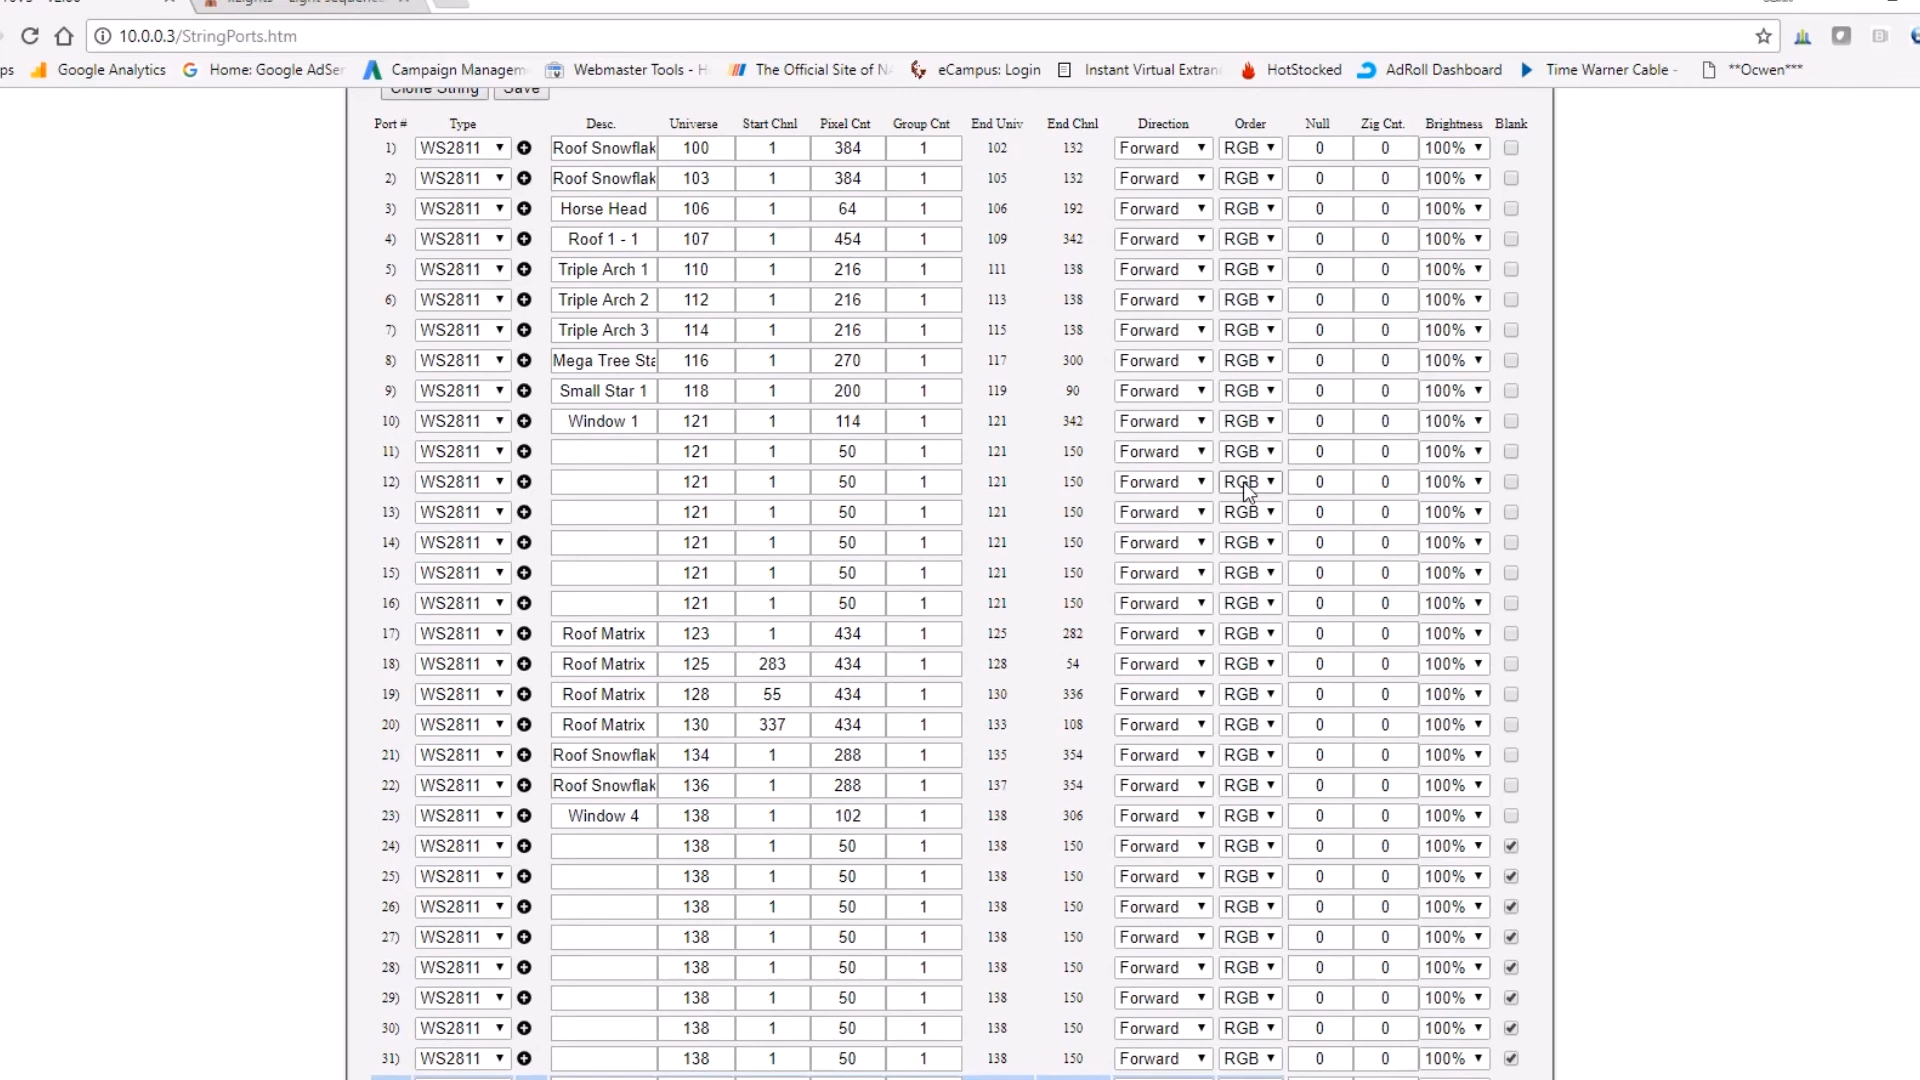 10.0.0.3/StringPorts.htm
ps Google Analytics Home: Google AdSer Campaign Managem Webmaster Tools - H The Official Site of NA eCampus: Login Instant Virtual Extran HotStocked AdRoll Dashboard Time Warner Cable - **Ocwen***
Clone String Save
Port # Type Desc. Universe Start Chnl Pixel Cnt Group Cnt End Univ End Chnl Direction Order Null Zig Cnt. Brightness Blank
1) WS2811 Roof Snowflak 100 1 384 1 102 132 Forward RGB 0 0 100%
2) WS2811 Roof Snowflak 103 1 384 1 105 132 Forward RGB 0 0 100%
3) WS2811 Horse Head 106 1 64 1 106 192 Forward RGB 0 0 100%
4) WS2811 Roof 1 - 1 107 1 454 1 109 342 Forward RGB 0 0 100%
5) WS2811 Triple Arch 1 110 1 216 1 111 138 Forward RGB 0 0 100%
6) WS2811 Triple Arch 2 112 1 216 1 113 138 Forward RGB 0 0 100%
7) WS2811 Triple Arch 3 114 1 216 1 115 138 Forward RGB 0 0 100%
8) WS2811 Mega Tree Sta 116 1 270 1 117 300 Forward RGB 0 0 100%
9) WS2811 Small Star 1 118 1 200 1 119 90 Forward RGB 0 0 100%
10) WS2811 Window 1 121 1 114 1 121 342 Forward RGB 0 0 100%
11) WS2811 121 1 50 1 121 150 Forward RGB 0 0 100%
12) WS2811 121 1 50 1 121 150 Forward RGB 0 0 100%
13) WS2811 121 1 50 1 121 150 Forward RGB 0 0 100%
14) WS2811 121 1 50 1 121 150 Forward RGB 0 0 100%
15) WS2811 121 1 50 1 121 150 Forward RGB 0 0 100%
16) WS2811 121 1 50 1 121 150 Forward RGB 0 0 100%
17) WS2811 Roof Matrix 123 1 434 1 125 282 Forward RGB 0 0 100%
18) WS2811 Roof Matrix 125 283 434 1 128 54 Forward RGB 0 0 100%
19) WS2811 Roof Matrix 128 55 434 1 130 336 Forward RGB 0 0 100%
20) WS2811 Roof Matrix 130 337 434 1 133 108 Forward RGB 0 0 100%
21) WS2811 Roof Snowflak 134 1 288 1 135 354 Forward RGB 0 0 100%
22) WS2811 Roof Snowflak 136 1 288 1 137 354 Forward RGB 0 0 100%
23) WS2811 Window 4 138 1 102 1 138 306 Forward RGB 0 0 100%
24) WS2811 138 1 50 1 138 150 Forward RGB 0 0 100%
25) WS2811 138 1 50 1 138 150 Forward RGB 0 0 100%
26) WS2811 138 1 50 1 138 150 Forward RGB 0 0 100%
27) WS2811 138 1 50 1 138 150 Forward RGB 0 0 100%
28) WS2811 138 1 50 1 138 150 Forward RGB 0 0 100%
29) WS2811 138 1 50 1 138 150 Forward RGB 0 0 100%
30) WS2811 138 1 50 1 138 150 Forward RGB 0 0 100%
31) WS2811 138 1 50 1 138 150 Forward RGB 0 0 100%